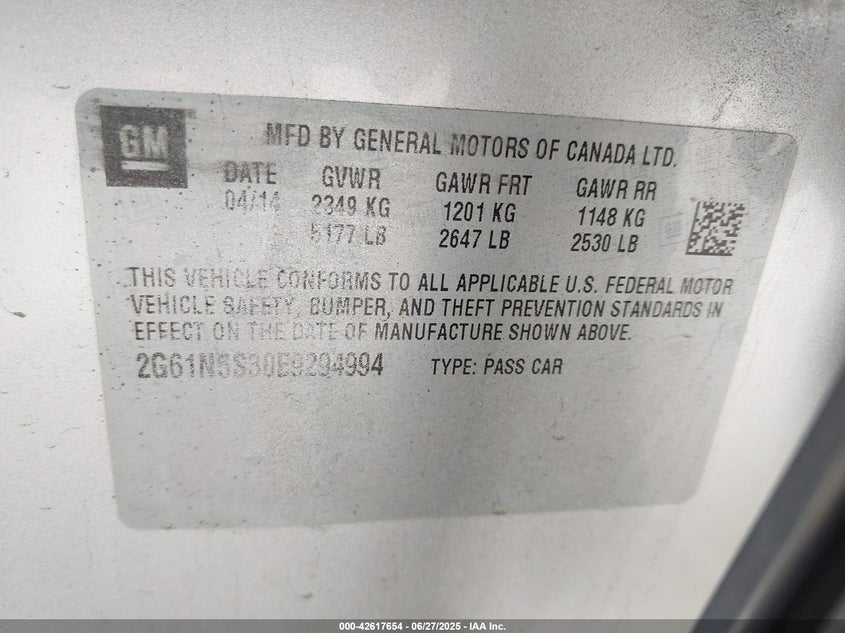 GM
MFD BY GENERAL MOTORS OF CANADA LTD.
DATE GVWR GAWR FRT GAWR RR
04/14 2349 KG 1201 KG 1148 KG
5177 LB 2647 LB 2530 LB
GM
THIS VEHICLE CONFORMS TO ALL APPLICABLE U.S. FEDERAL MOTOR
VEHICLE SAFETY, BUMPER, AND THEFT PREVENTION STANDARDS IN
EFFECT ON THE DATE OF MANUFACTURE SHOWN ABOVE.
2G61N5S30E9294994 TYPE: PASS CAR
000-42617654 - 06/27/2025 - IAA Inc.